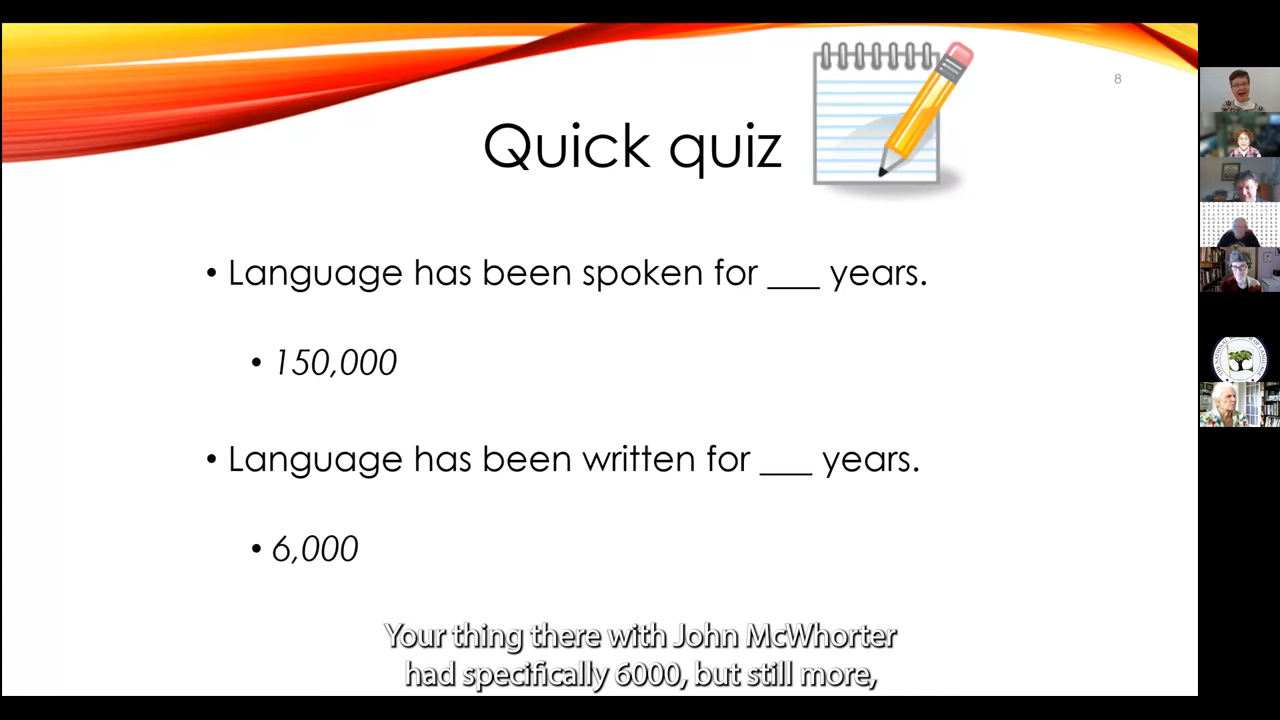 8
Quick quiz
• Language has been spoken for ___ years.
• 150,000
• Language has been written for ___ years.
• 6,000
Your thing there with John McWhorter
had specifically 6000, but still more,